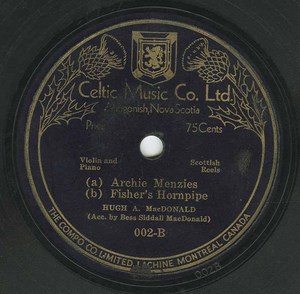 Celtic Music Co. Ltd.
Antigonish, Nova Scotia
75 Cents
Violin and Piano
Scottish Reels
(a) Archie Menzies
(b) Fisher's Hornpipe
HUGH A. MacDONALD
(Acc. by Bess Siddall MacDonald)
002-B
THE COMPO CO LIMITED LACHINE MONTREAL CANADA
002B